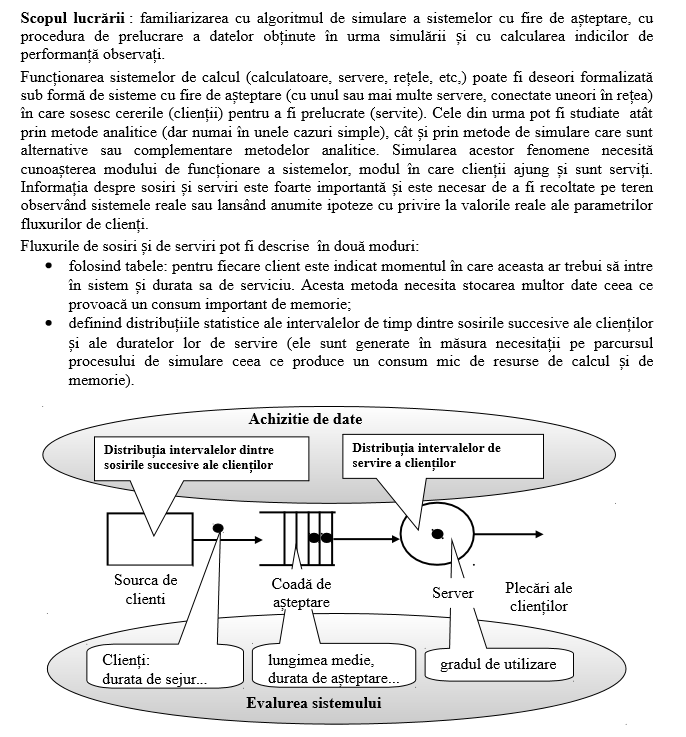 Scopul lucrării : familiarizarea cu algoritmul de simulare a sistemelor cu fire de așteptare, cu
procedura de prelucrare a datelor obținute în urma simulării și cu calcularea indicilor de
performanță observați.
Funcționarea sistemelor de calcul (calculatoare, servere, rețele, etc,) poate fi deseori formalizată
sub formă de sisteme cu fire de așteptare (cu unul sau mai multe servere, conectate uneori în rețea)
în care sosesc cererile (clienții) pentru a fi prelucrate (servite). Cele din urma pot fi studiate  atât
prin metode analitice (dar numai în unele cazuri simple), cât și prin metode de simulare care sunt
alternative sau complementare metodelor analitice. Simularea acestor fenomene necesită
cunoașterea modului de funcționare a sistemelor, modul în care clienții ajung și sunt serviți.
Informația despre sosiri și serviri este foarte importantă și este necesar de a fi recoltate pe teren
observând sistemele reale sau lansând anumite ipoteze cu privire la valorile reale ale parametrilor
fluxurilor de clienți.
Fluxurile de sosiri și de serviri pot fi descrise  în două moduri:
• folosind tabele: pentru fiecare client este indicat momentul în care aceasta ar trebui să intre
în sistem și durata sa de serviciu. Acesta metoda necesita stocarea multor date ceea ce
provoacă un consum important de memorie;
• definind distribuțiile statistice ale intervalelor de timp dintre sosirile succesive ale clienților
și ale duratelor lor de servire (ele sunt generate în măsura necesitații pe parcursul
procesului de simulare ceea ce produce un consum mic de resurse de calcul și de
memorie).
Achizitie de date
Distribuția intervalelor dintre
sosirile succesive ale clienților
Distribuția intervalelor de
servire a clienților
Sourca de
clienti
Coadă de
așteptare
Server
Plecări ale
clienților
Clienți:
durata de sejur...
lungimea medie,
durata de așteptare...
gradul de utilizare
Evalurea sistemului